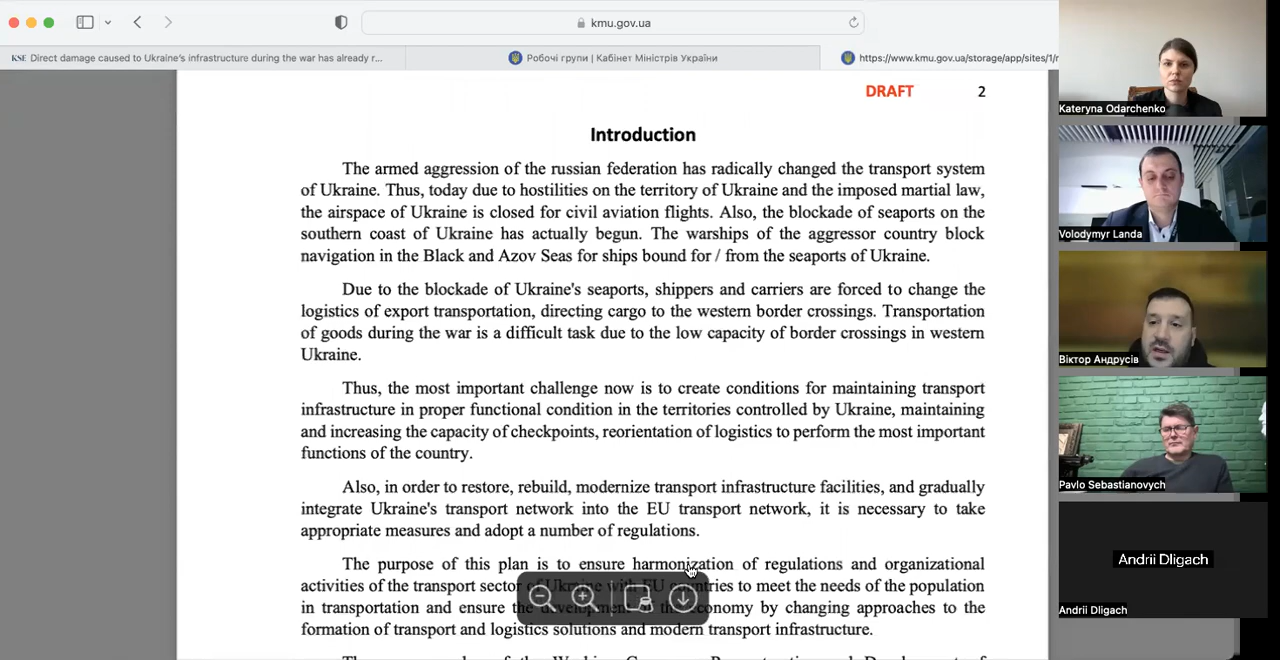 kmu.gov.ua
KSE Direct damage caused to Ukraine's infrastructure during the war has already r...
Робочі групи | Кабінет Міністрів України
https://www.kmu.gov.ua/storage/app/sites/1/r
DRAFT 2
Introduction
The armed aggression of the russian federation has radically changed the transport system
of Ukraine. Thus, today due to hostilities on the territory of Ukraine and the imposed martial law,
the airspace of Ukraine is closed for civil aviation flights. Also, the blockade of seaports on the
southern coast of Ukraine has actually begun. The warships of the aggressor country block
navigation in the Black and Azov Seas for ships bound for / from the seaports of Ukraine.
Due to the blockade of Ukraine's seaports, shippers and carriers are forced to change the
logistics of export transportation, directing cargo to the western border crossings. Transportation
of goods during the war is a difficult task due to the low capacity of border crossings in western
Ukraine.
Thus, the most important challenge now is to create conditions for maintaining transport
infrastructure in proper functional condition in the territories controlled by Ukraine, maintaining
and increasing the capacity of checkpoints, reorientation of logistics to perform the most important
functions of the country.
Also, in order to restore, rebuild, modernize transport infrastructure facilities, and gradually
integrate Ukraine's transport network into the EU transport network, it is necessary to take
appropriate measures and adopt a number of regulations.
The purpose of this plan is to ensure harmonization of regulations and organizational
activities of the transport sector of Ukraine with EU countries to meet the needs of the population
in transportation and ensure the development of the economy by changing approaches to the
formation of transport and logistics solutions and modern transport infrastructure.
Kateryna Odarchenko
Volodymyr Landa
Віктор Андрусів
Pavlo Sebastianovych
Andrii Dligach
Andrii Dligach